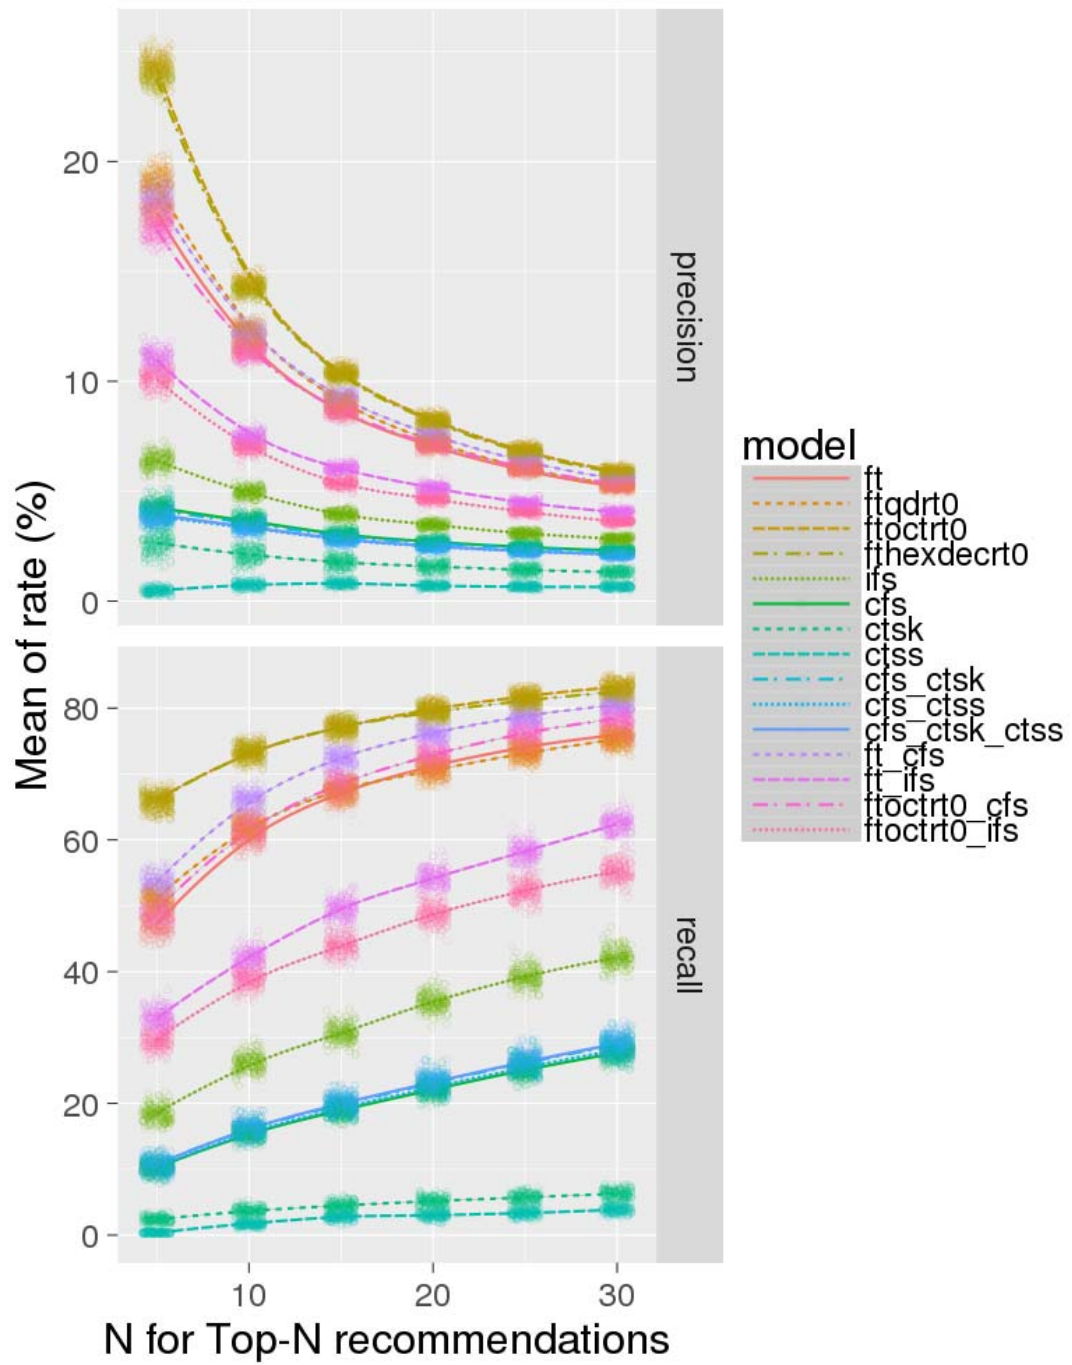 Mean of rate (%)
20
10
0
precision
80
60
40
20
0
recall
10 20 30
N for Top-N recommendations
model
ft
ftqdrt0
ftoctrt0
fthexdecrt0
ifs
cfs
ctsk
ctss
cfs_ctsk
cfs_ctss
cfs_ctsk_ctss
ft_cfs
ft_ifs
ftoctrt0_cfs
ftoctrt0_ifs